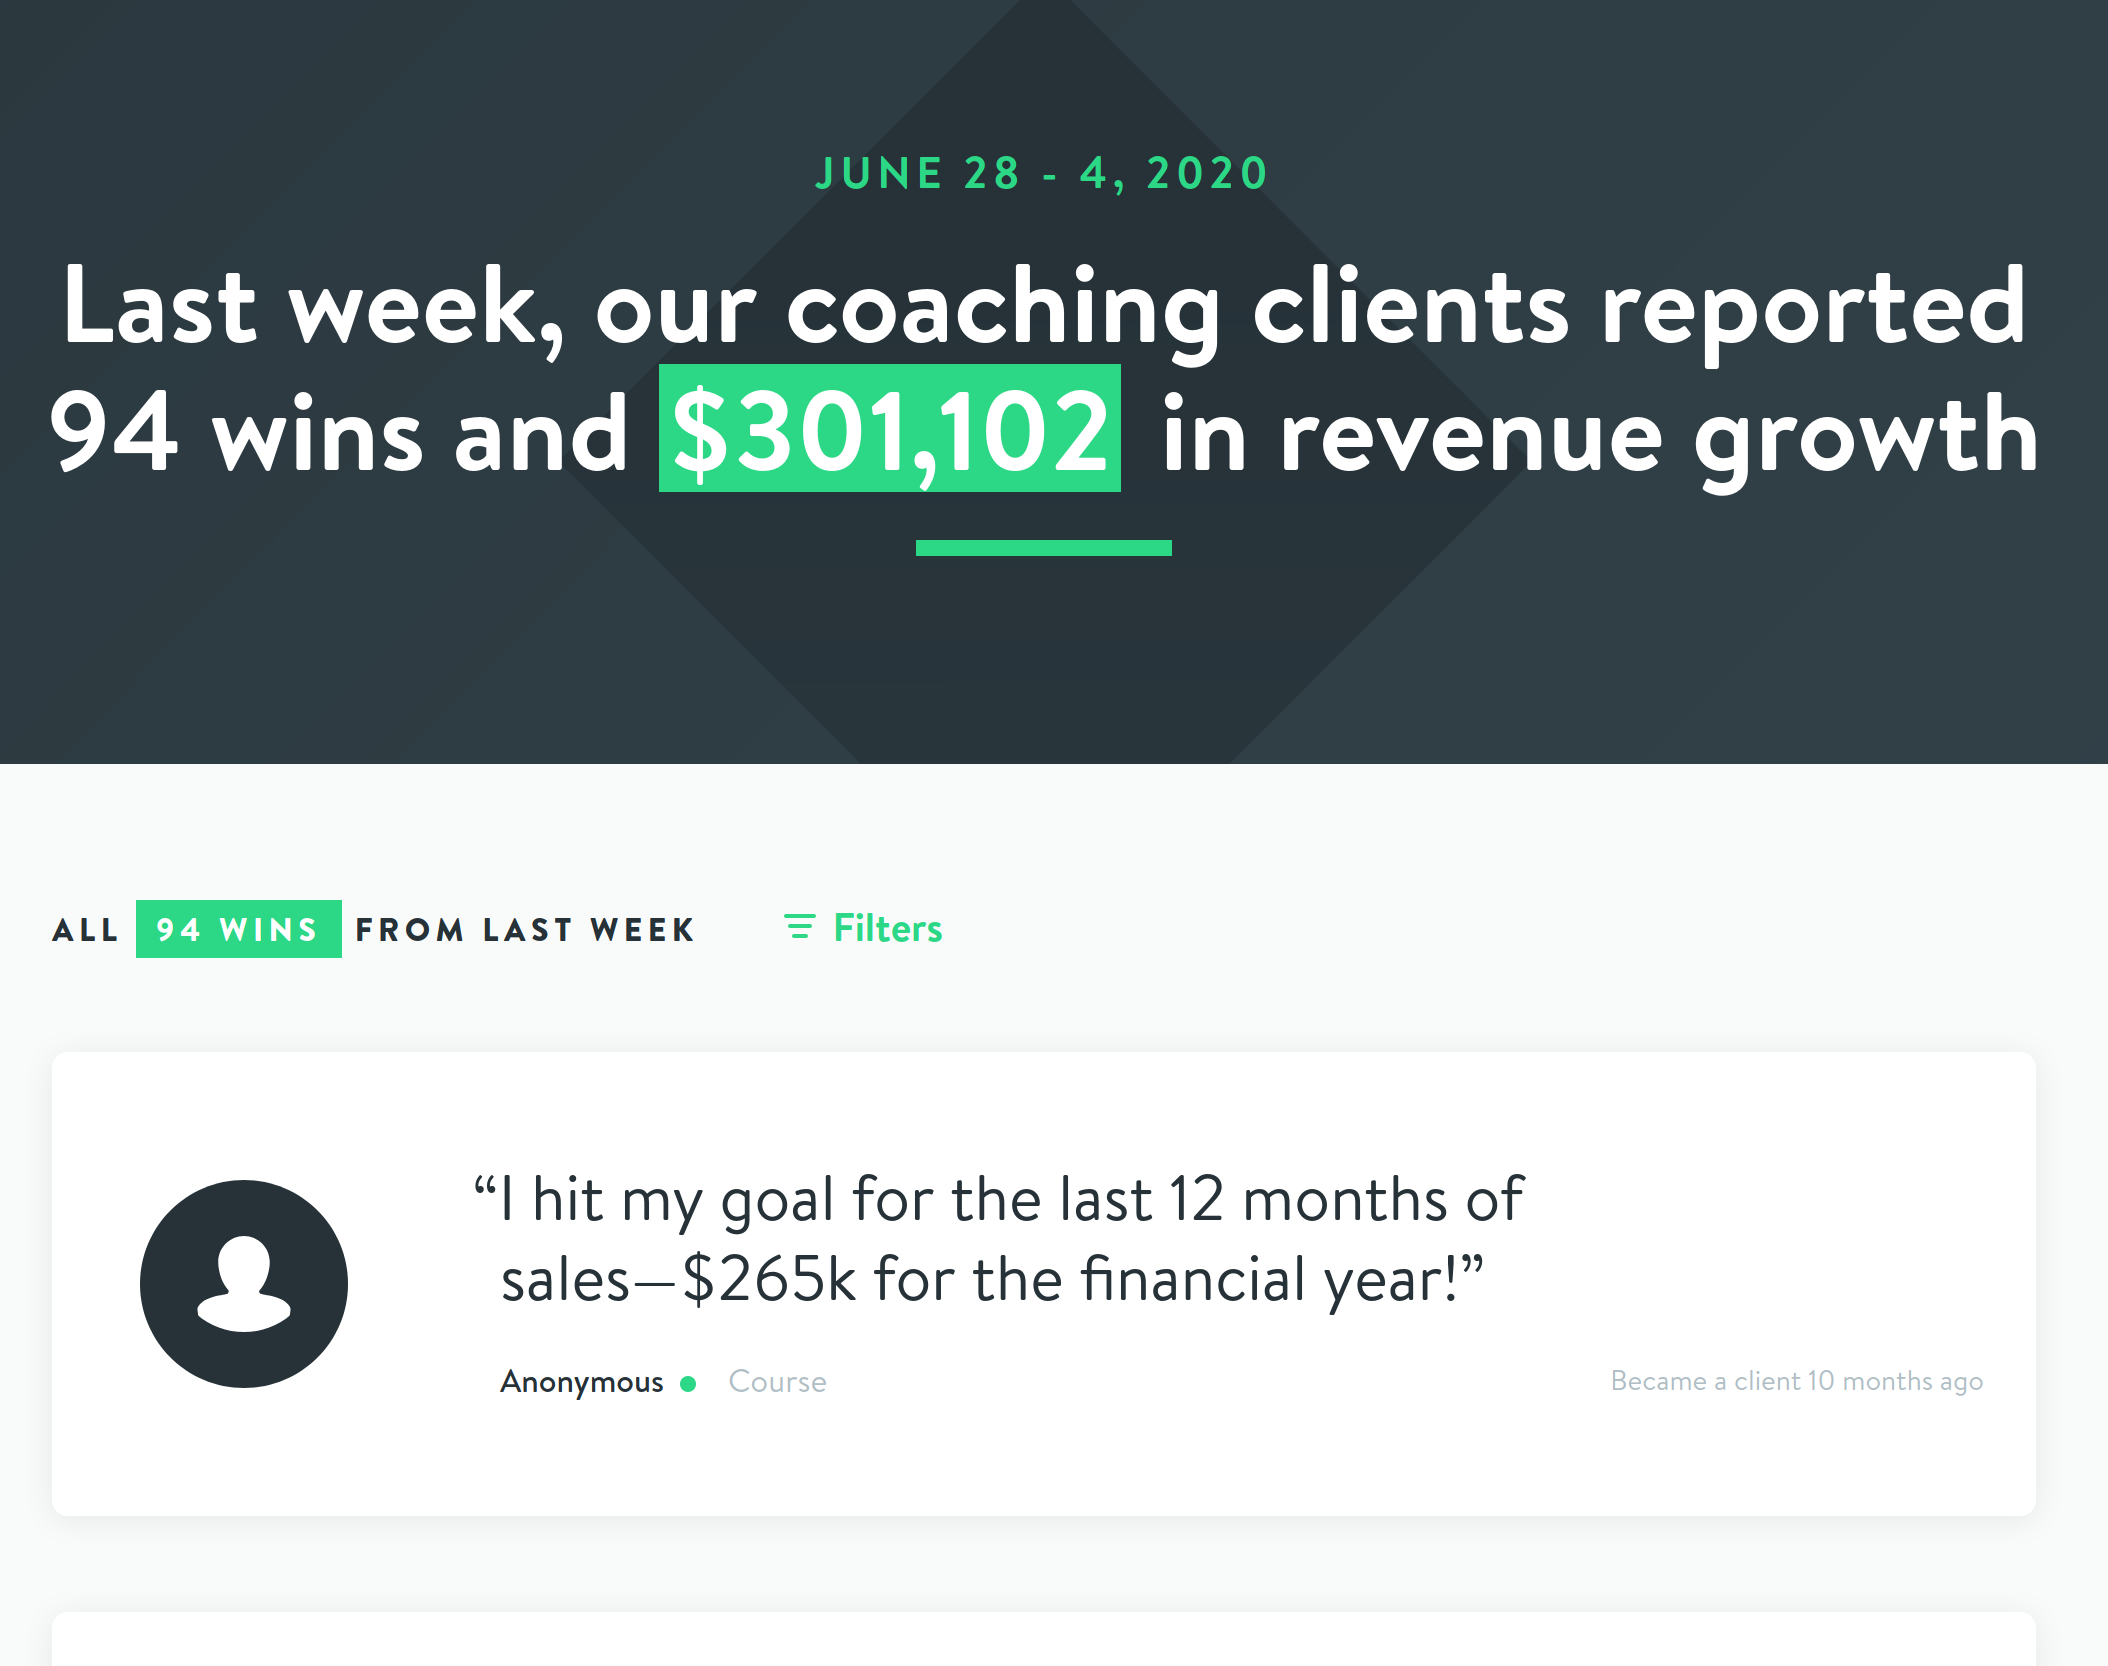 JUNE 28 - 4, 2020
Last week, our coaching clients reported
94 wins and $301,102 in revenue growth
ALL 94 WINS FROM LAST WEEK
Filters
“I hit my goal for the last 12 months of
sales—$265k for the financial year!”
Anonymous
Course
Became a client 10 months ago